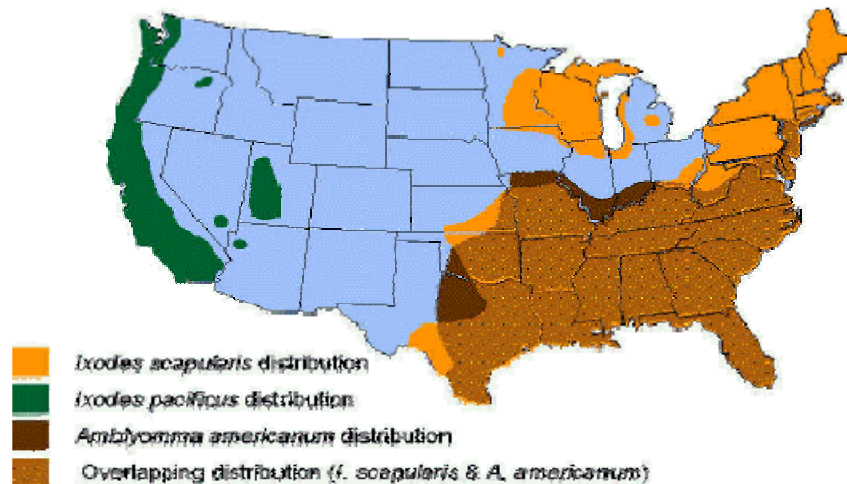 Ixodes scapularis distribution
Ixodes pacificus distribution
Amblyomma americanum distribution
Overlapping distribution (I. scapularis & A. americanum)